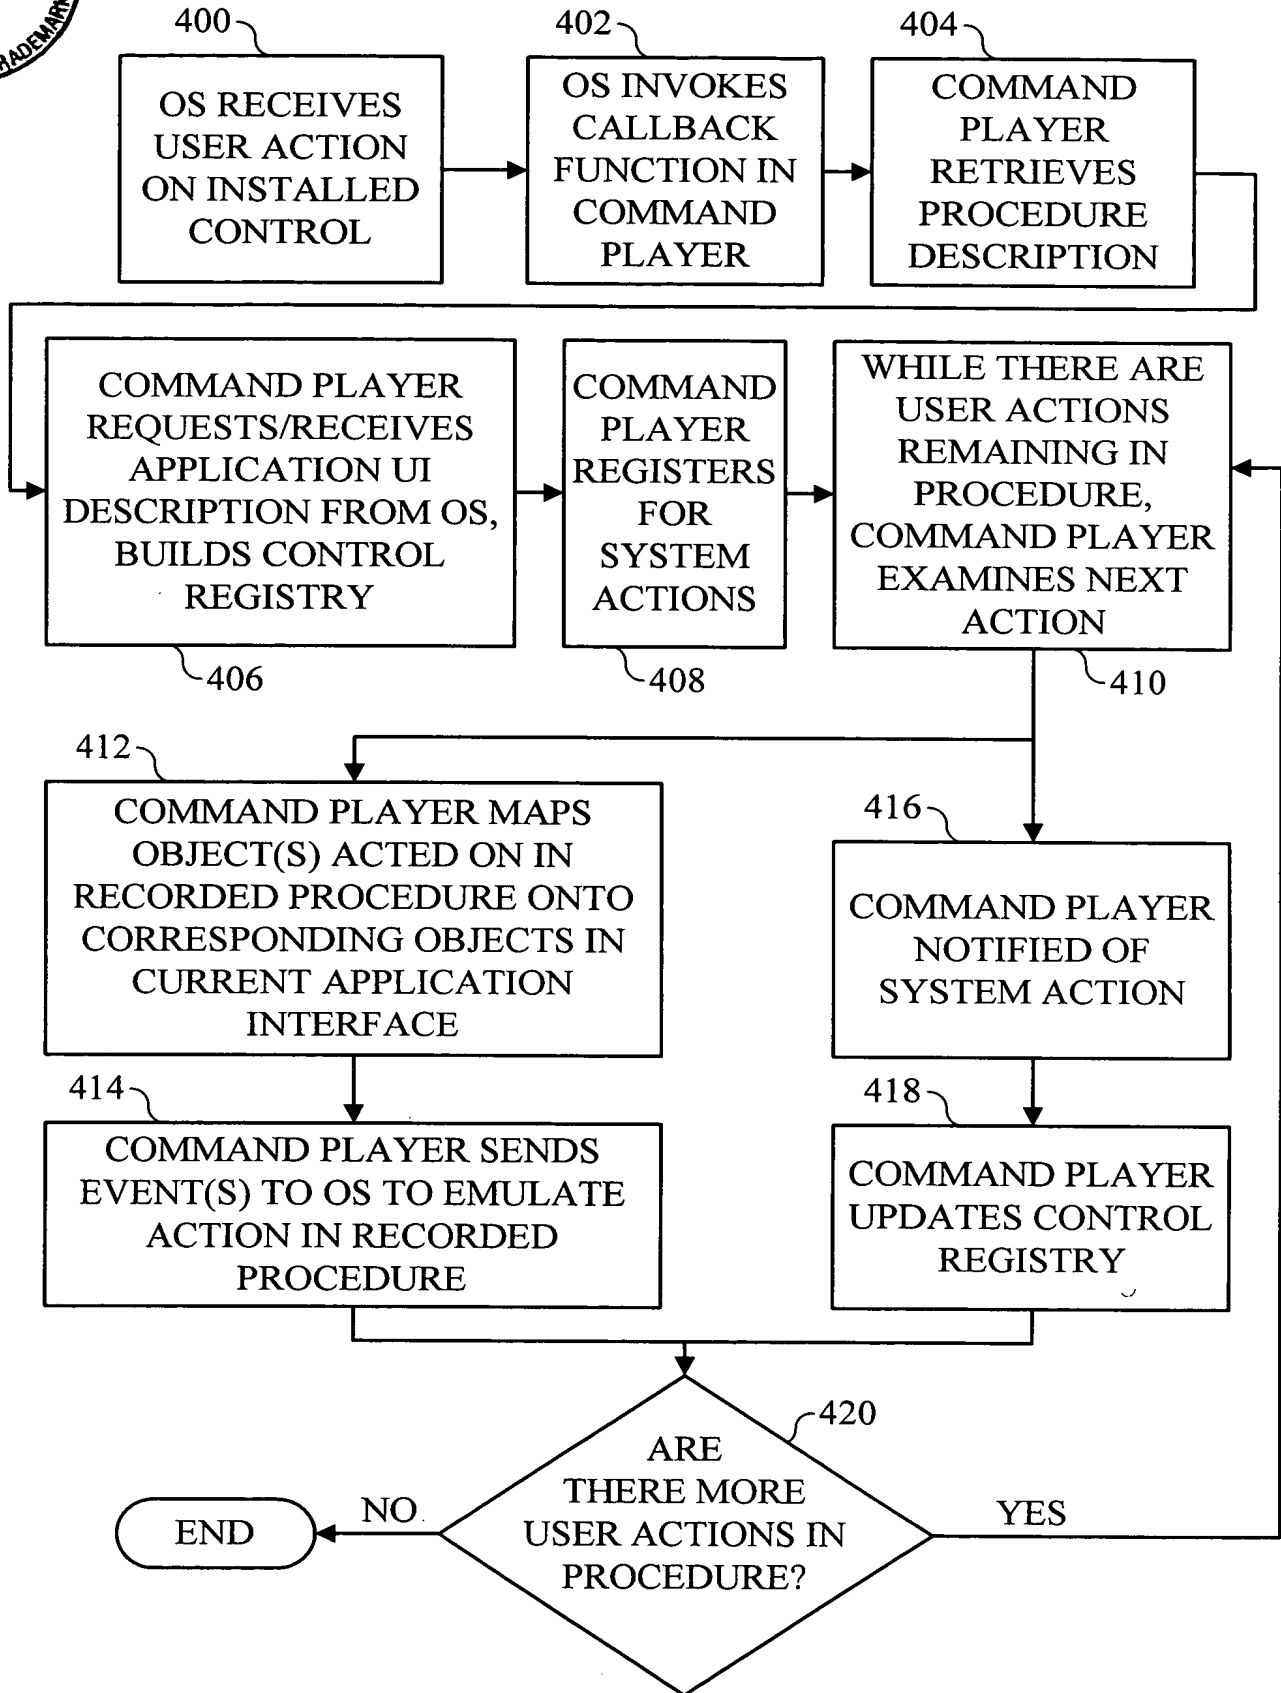 RADEMARK
400
OS RECEIVES
USER ACTION
ON INSTALLED
CONTROL
402
OS INVOKES
CALLBACK
FUNCTION IN
COMMAND
PLAYER
404
COMMAND
PLAYER
RETRIEVES
PROCEDURE
DESCRIPTION
COMMAND PLAYER
REQUESTS/RECEIVES
APPLICATION UI
DESCRIPTION FROM OS,
BUILDS CONTROL
REGISTRY
406
COMMAND
PLAYER
REGISTERS
FOR
SYSTEM
ACTIONS
408
WHILE THERE ARE
USER ACTIONS
REMAINING IN
PROCEDURE,
COMMAND PLAYER
EXAMINES NEXT
ACTION
410
412
COMMAND PLAYER MAPS
OBJECT(S) ACTED ON IN
RECORDED PROCEDURE ONTO
CORRESPONDING OBJECTS IN
CURRENT APPLICATION
INTERFACE
414
COMMAND PLAYER SENDS
EVENT(S) TO OS TO EMULATE
ACTION IN RECORDED
PROCEDURE
416
COMMAND PLAYER
NOTIFIED OF
SYSTEM ACTION
418
COMMAND PLAYER
UPDATES CONTROL
REGISTRY
420
ARE
THERE MORE
USER ACTIONS IN
PROCEDURE?
NO
END
YES